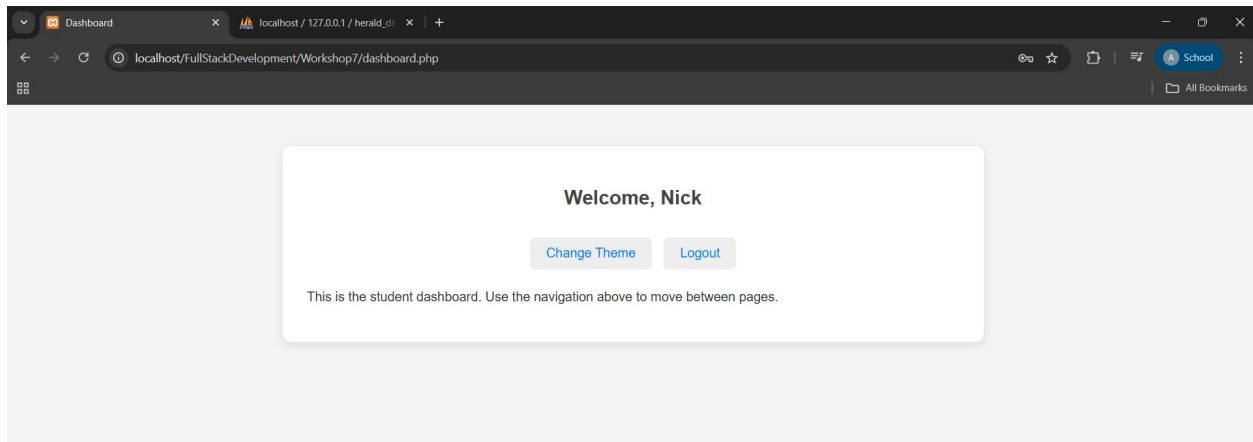 Dashboard
localhost / 127.0.0.1 / herald_d
localhost/FullStackDevelopment/Workshop7/dashboard.php
A School
All Bookmarks
Welcome, Nick
Change Theme Logout
This is the student dashboard. Use the navigation above to move between pages.